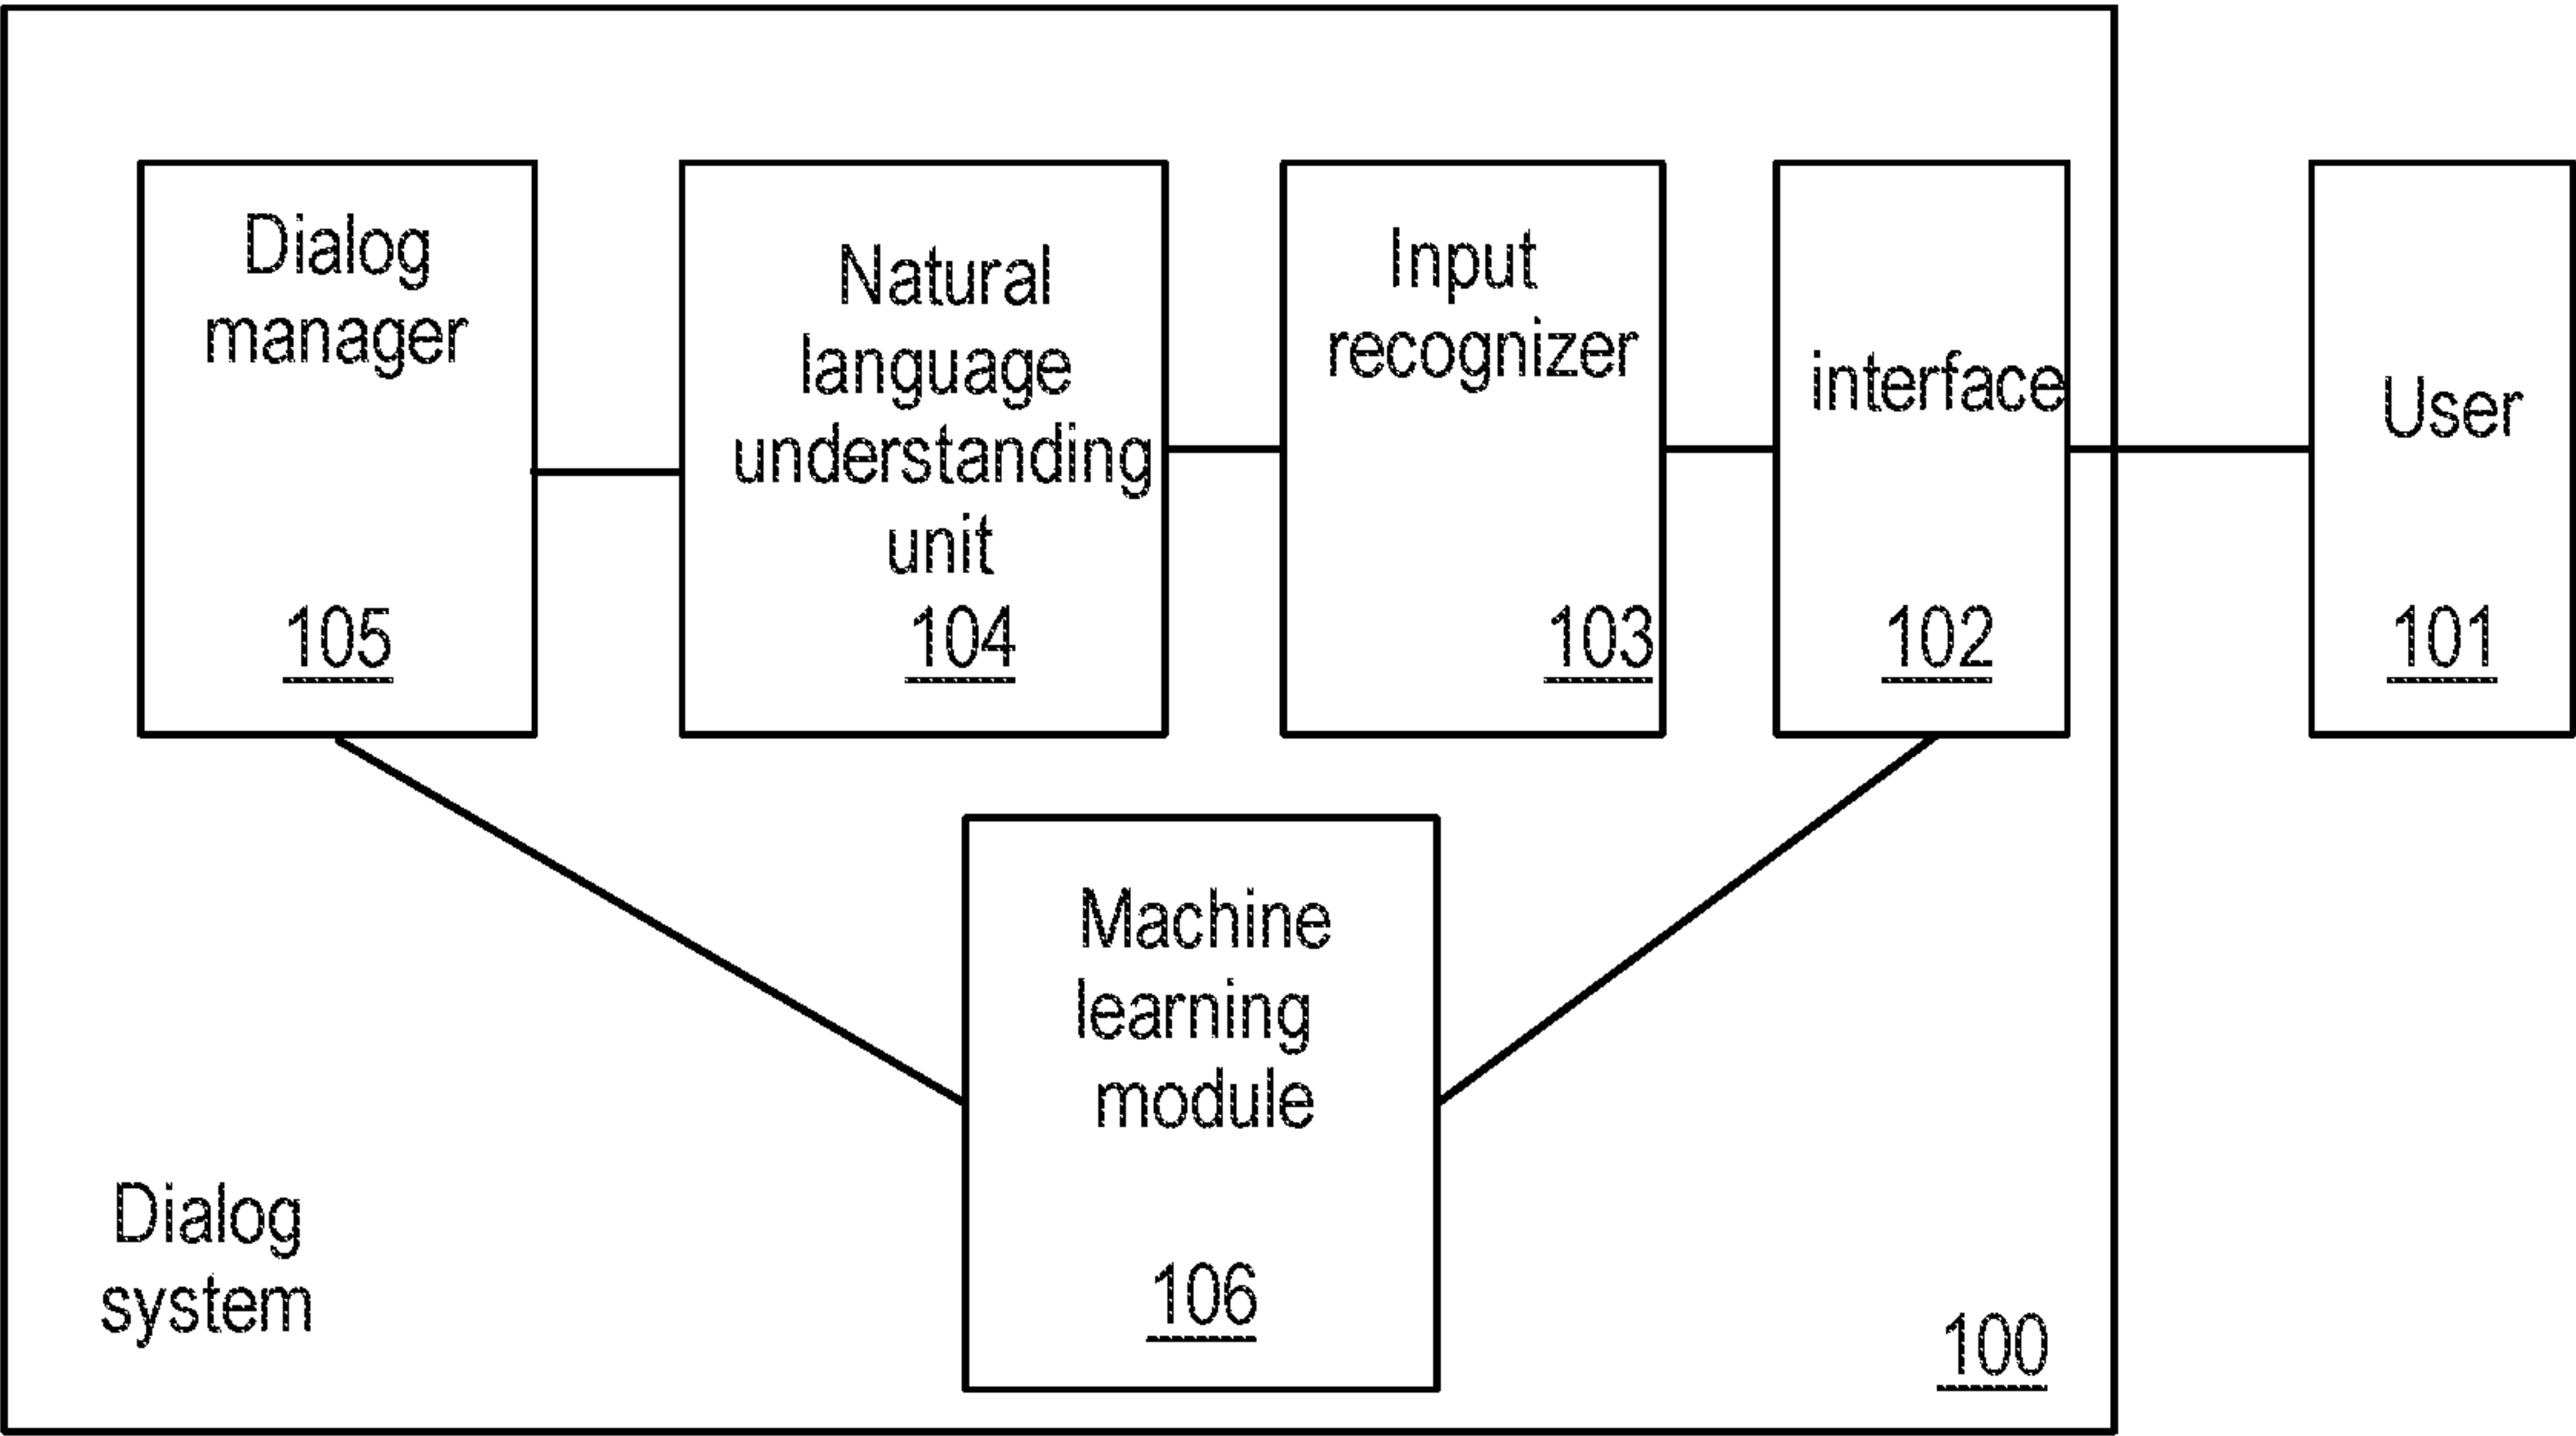 Dialog
manager
105
Natural
language
understanding
unit
104
Input
recognizer
103
interface
102
User
101
Machine
learning
module
106
Dialog
system
100